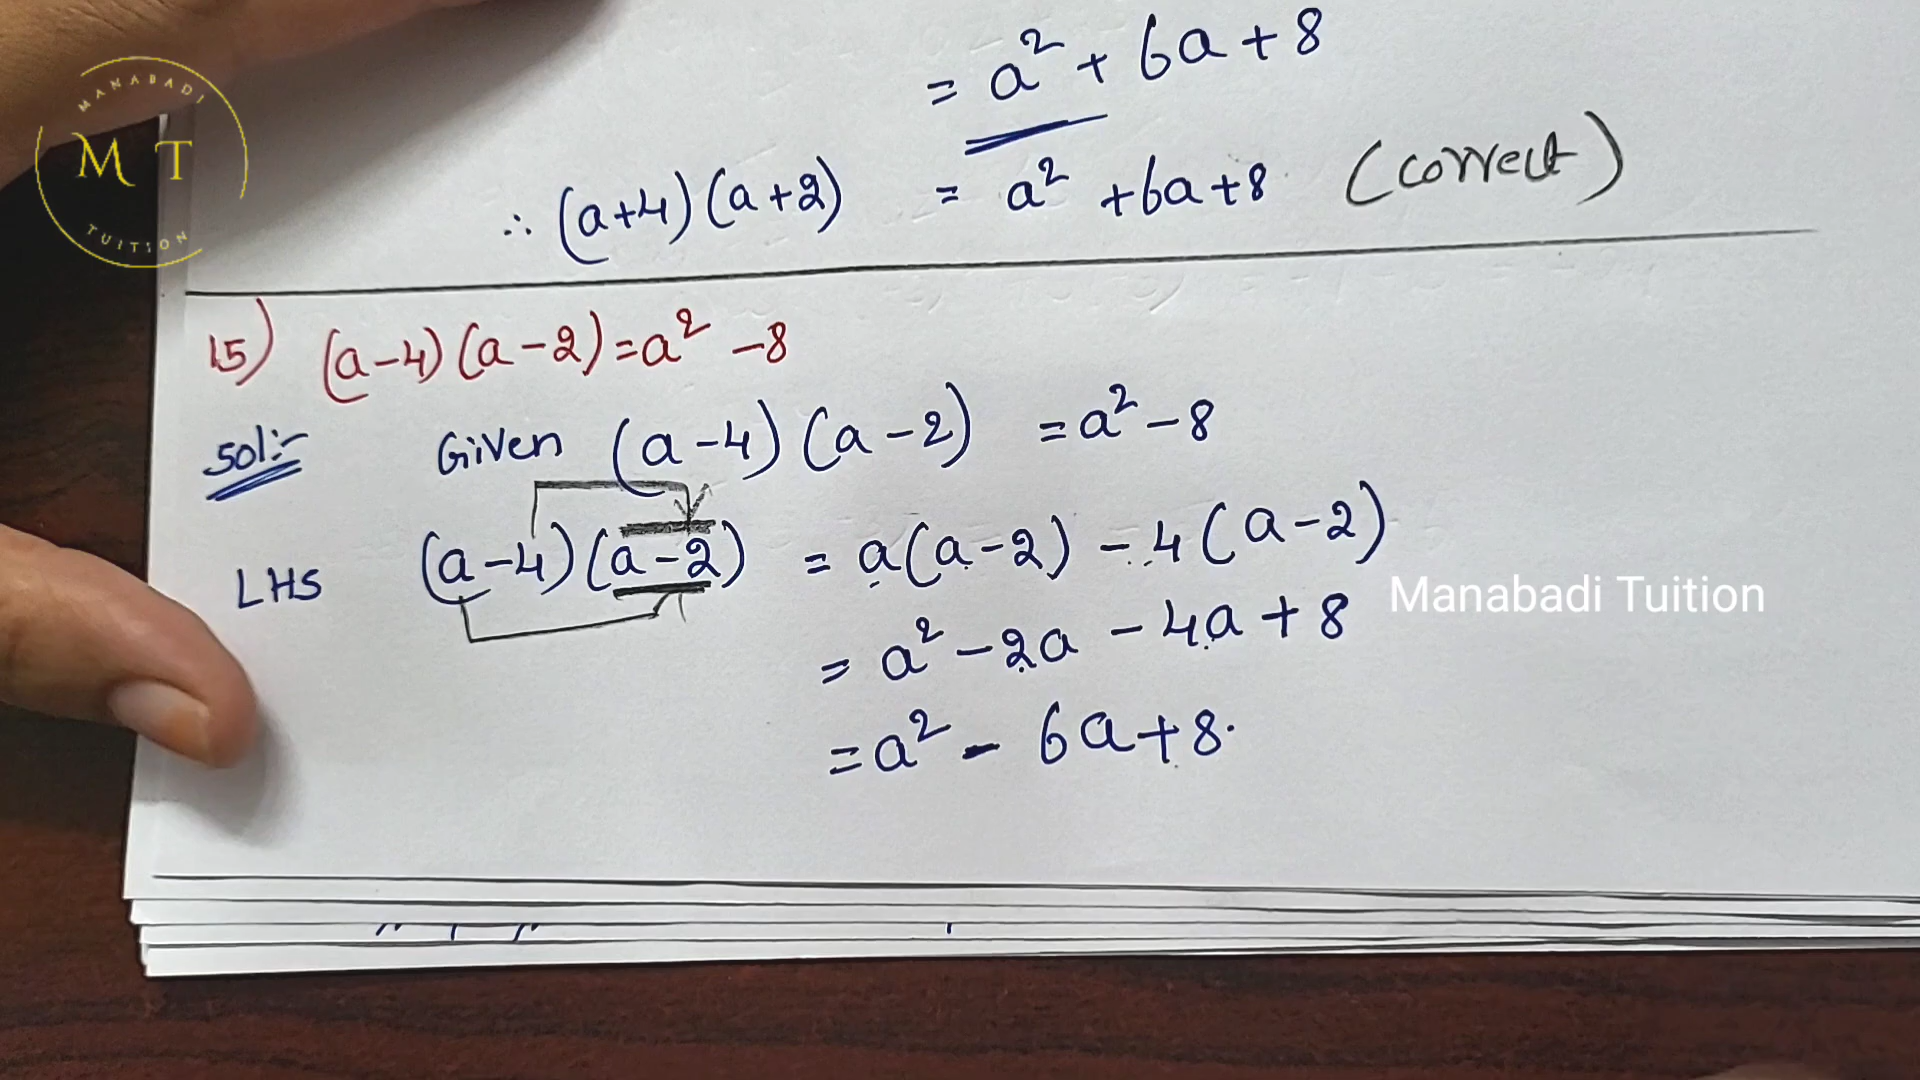 = a² + 6a + 8
∴ (a+4)(a+2) = a² + 6a + 8 (correct)
MANABADI
MT
TUITION
15) (a-4)(a-2) = a² - 8
Sol:- Given (a-4)(a-2) = a² - 8
LHS (a-4)(a-2) = a(a-2) - 4(a-2)
Manabadi Tuition
= a² - 2a - 4a + 8
= a² - 6a + 8.